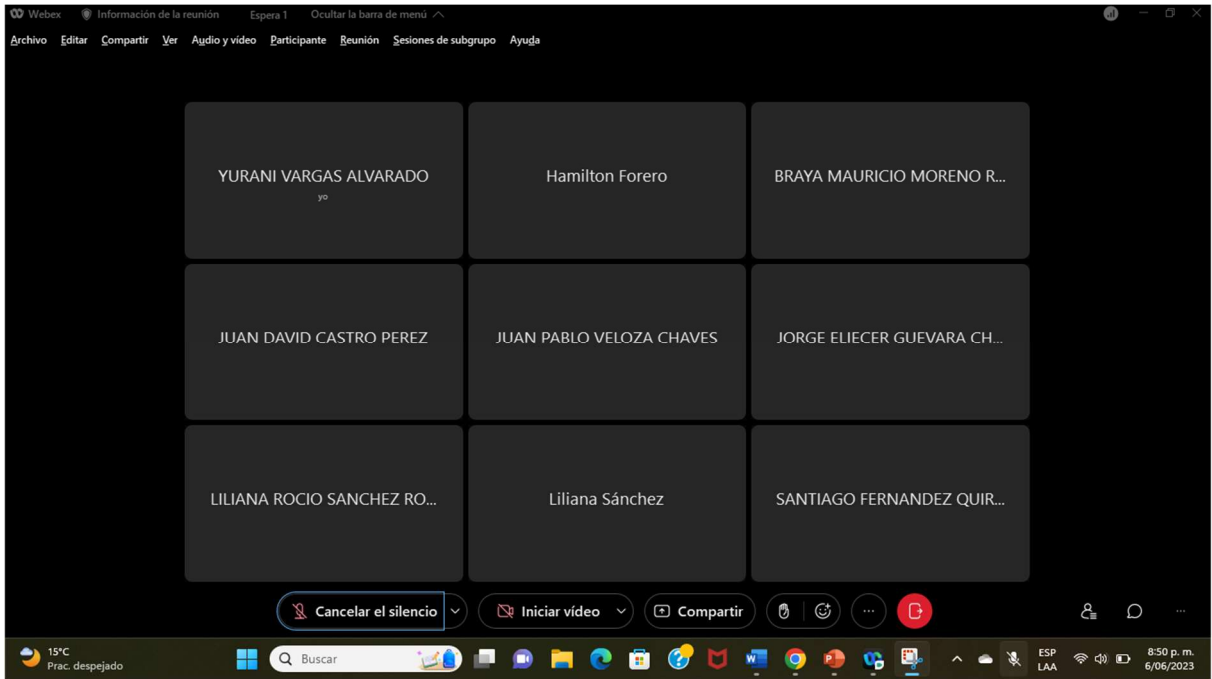 Webex Información de la reunión Espera 1 Ocultar la barra de menú
Archivo Editar Compartir Ver Audio y vídeo Participante Reunión Sesiones de subgrupo Ayuda
YURANI VARGAS ALVARADO
yo
Hamilton Forero
BRAYA MAURICIO MORENO R...
JUAN DAVID CASTRO PEREZ
JUAN PABLO VELOZA CHAVES
JORGE ELIECER GUEVARA CH...
LILIANA ROCIO SANCHEZ RO...
Liliana Sánchez
SANTIAGO FERNANDEZ QUIR...
Cancelar el silencio Iniciar vídeo Compartir
15°C
Prac. despejado
Buscar
ESP
LAA
8:50 p. m.
6/06/2023